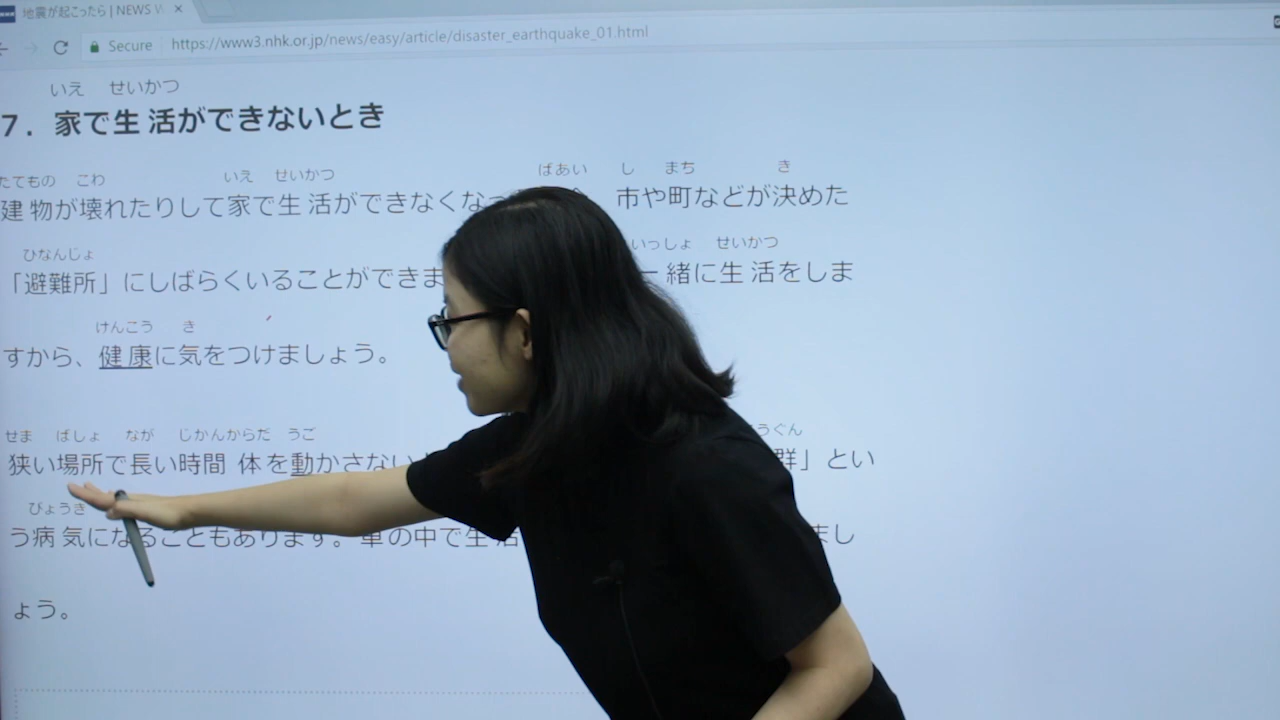 地震が起こったら | NEWS W
Secure https://www3.nhk.or.jp/news/easy/article/disaster_earthquake_01.html
いえ せいかつ
7．家で生活ができないとき
たてもの こわ いえ せいかつ ばあい し まち き
建物が壊れたりして家で生活ができなくなっ 市や町などが決めた
ひなんじょ いっしょ せいかつ
「避難所」にしばらくいることができま 一緒に生活をしま
けんこう き
すから、健康に気をつけましょう。
せま ばしょ なが じかんからだ うご うぐん
狭い場所で長い時間 体を動かさない 群」とい
びょうき
う病気になることもあります。車の中で生活 まし
ょう。